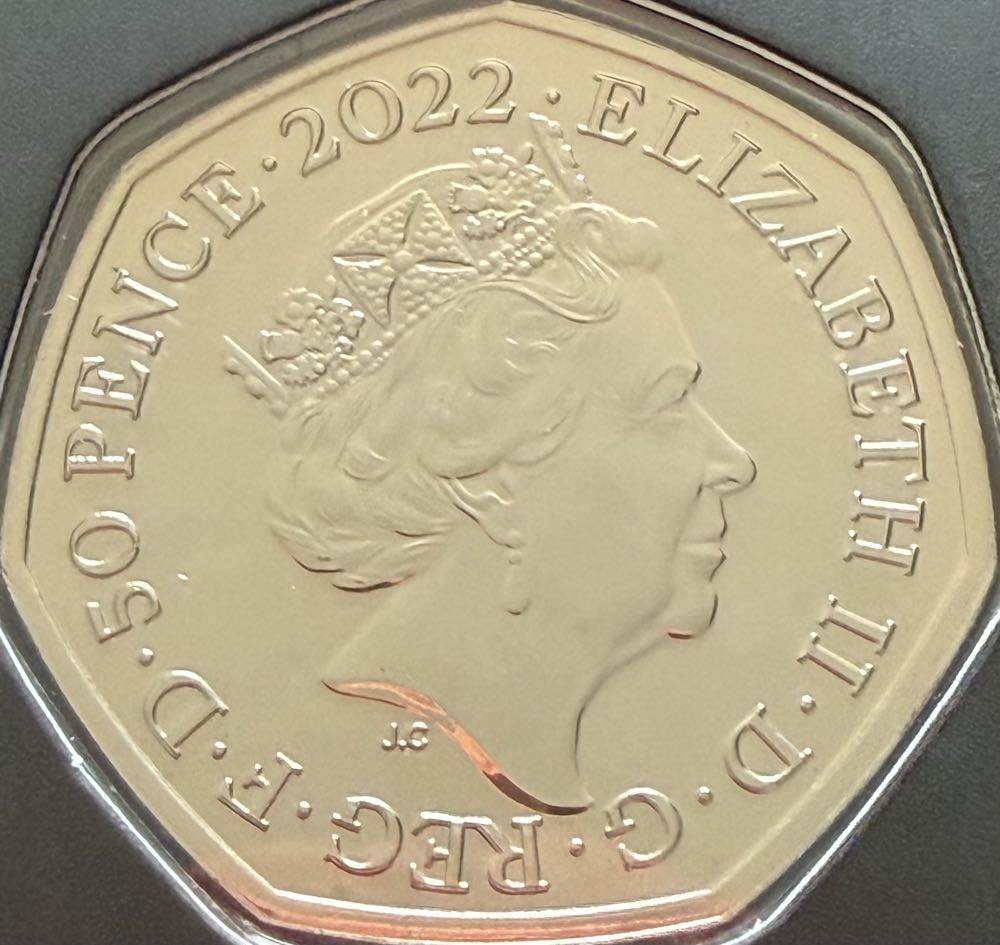 ELIZABETH II · D · G · REG · F · D · 50 PENCE · 2022 ·
J.C